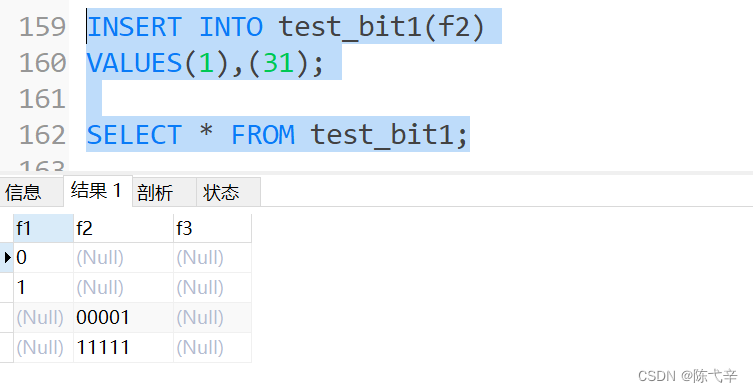 159 INSERT INTO test_bit1(f2)
160 VALUES(1),(31);
161
162 SELECT * FROM test_bit1;
163
信息 结果 1 剖析 状态
f1 f2 f3
0 (Null) (Null)
1 (Null) (Null)
(Null) 00001 (Null)
(Null) 11111 (Null)
CSDN @陈弋辛